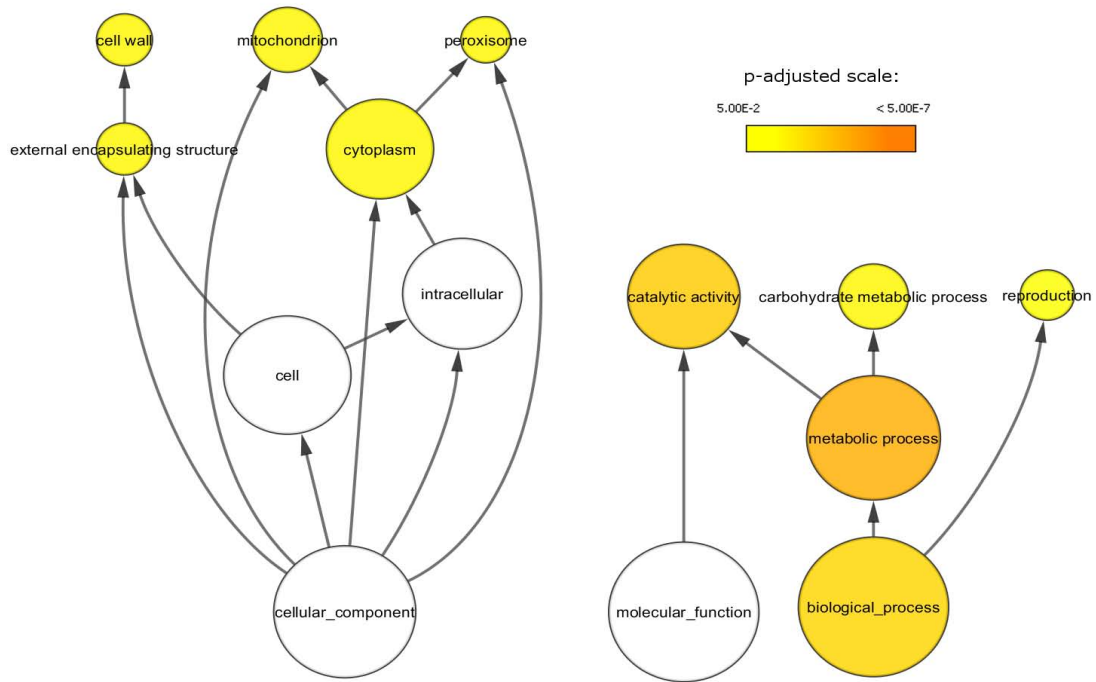 cell wall
mitochondrion
peroxisome
p-adjusted scale:
5.00E-2
< 5.00E-7
external encapsulating structure
cytoplasm
intracellular
catalytic activity
carbohydrate metabolic process
reproduction
cell
metabolic process
cellular_component
molecular_function
biological_process